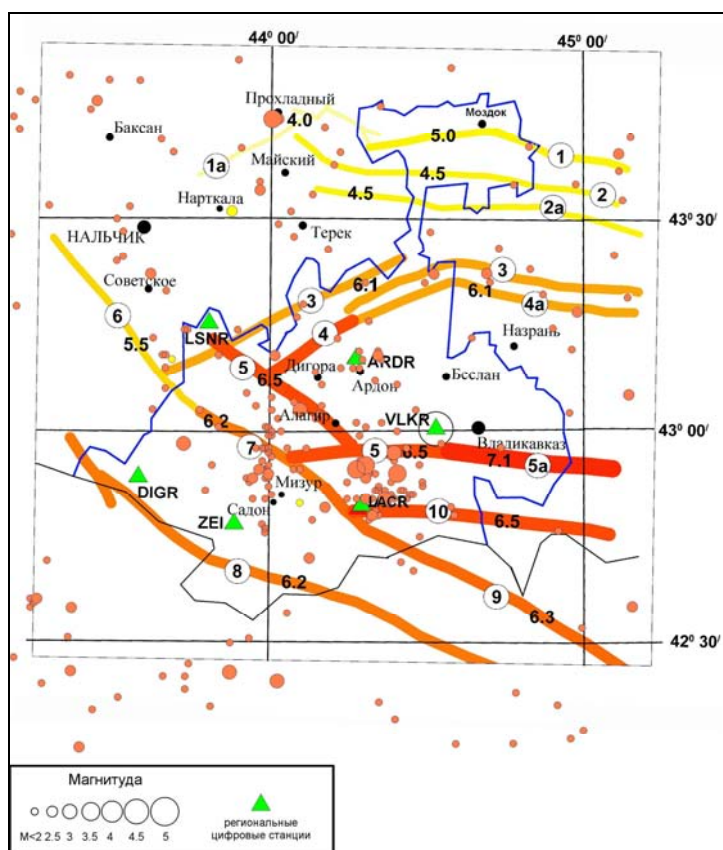 44⁰ 00/ 45⁰ 00/
Прохладный
4.0
Моздок
Баксан
5.0
1
1а
Майский
4.5
2
Нарткала
4.5
2а
43⁰ 30/
НАЛЬЧИК
Терек
Советское
3
6.1
3
6.1
4а
6
5.5
LSNR
4
Назрань
5
6.5
Дигора
ARDR
Ардон
Беслан
6.2
Алагир
VLKR
43⁰ 00/
7
5
6.5
Владикавказ
7.1
5а
DIGR
Мизур
Садон
LACR
10
6.5
ZEI
8
6.2
9
6.3
42⁰ 30/
Магнитуда
M<2 2.5 3 3.5 4 4.5 5
региональные
цифровые станции